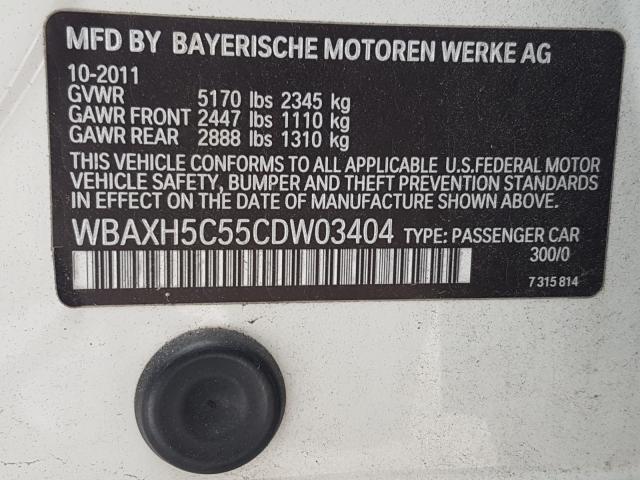 MFD BY BAYERISCHE MOTOREN WERKE AG
10-2011
GVWR 5170 lbs 2345 kg
GAWR FRONT 2447 lbs 1110 kg
GAWR REAR 2888 lbs 1310 kg
THIS VEHICLE CONFORMS TO ALL APPLICABLE U.S.FEDERAL MOTOR
VEHICLE SAFETY, BUMPER AND THEFT PREVENTION STANDARDS
IN EFFECT ON THE DATE OF MANUFACTURE SHOWN ABOVE.
WBAXH5C55CDW03404 TYPE: PASSENGER CAR
300/0
7 315 814